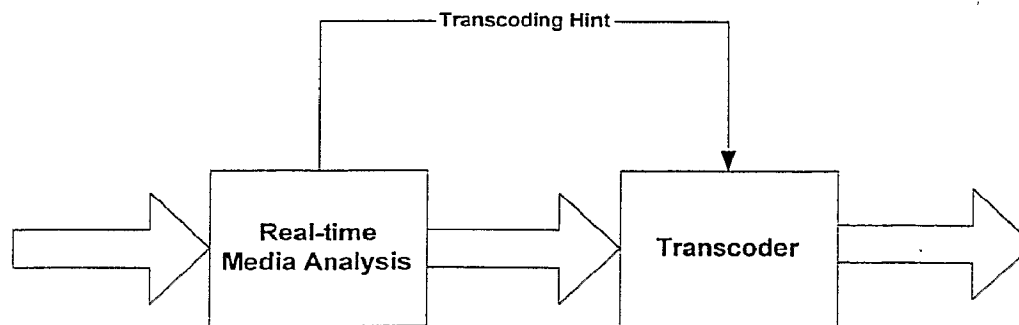 Transcoding Hint
Real-time
Media Analysis
Transcoder